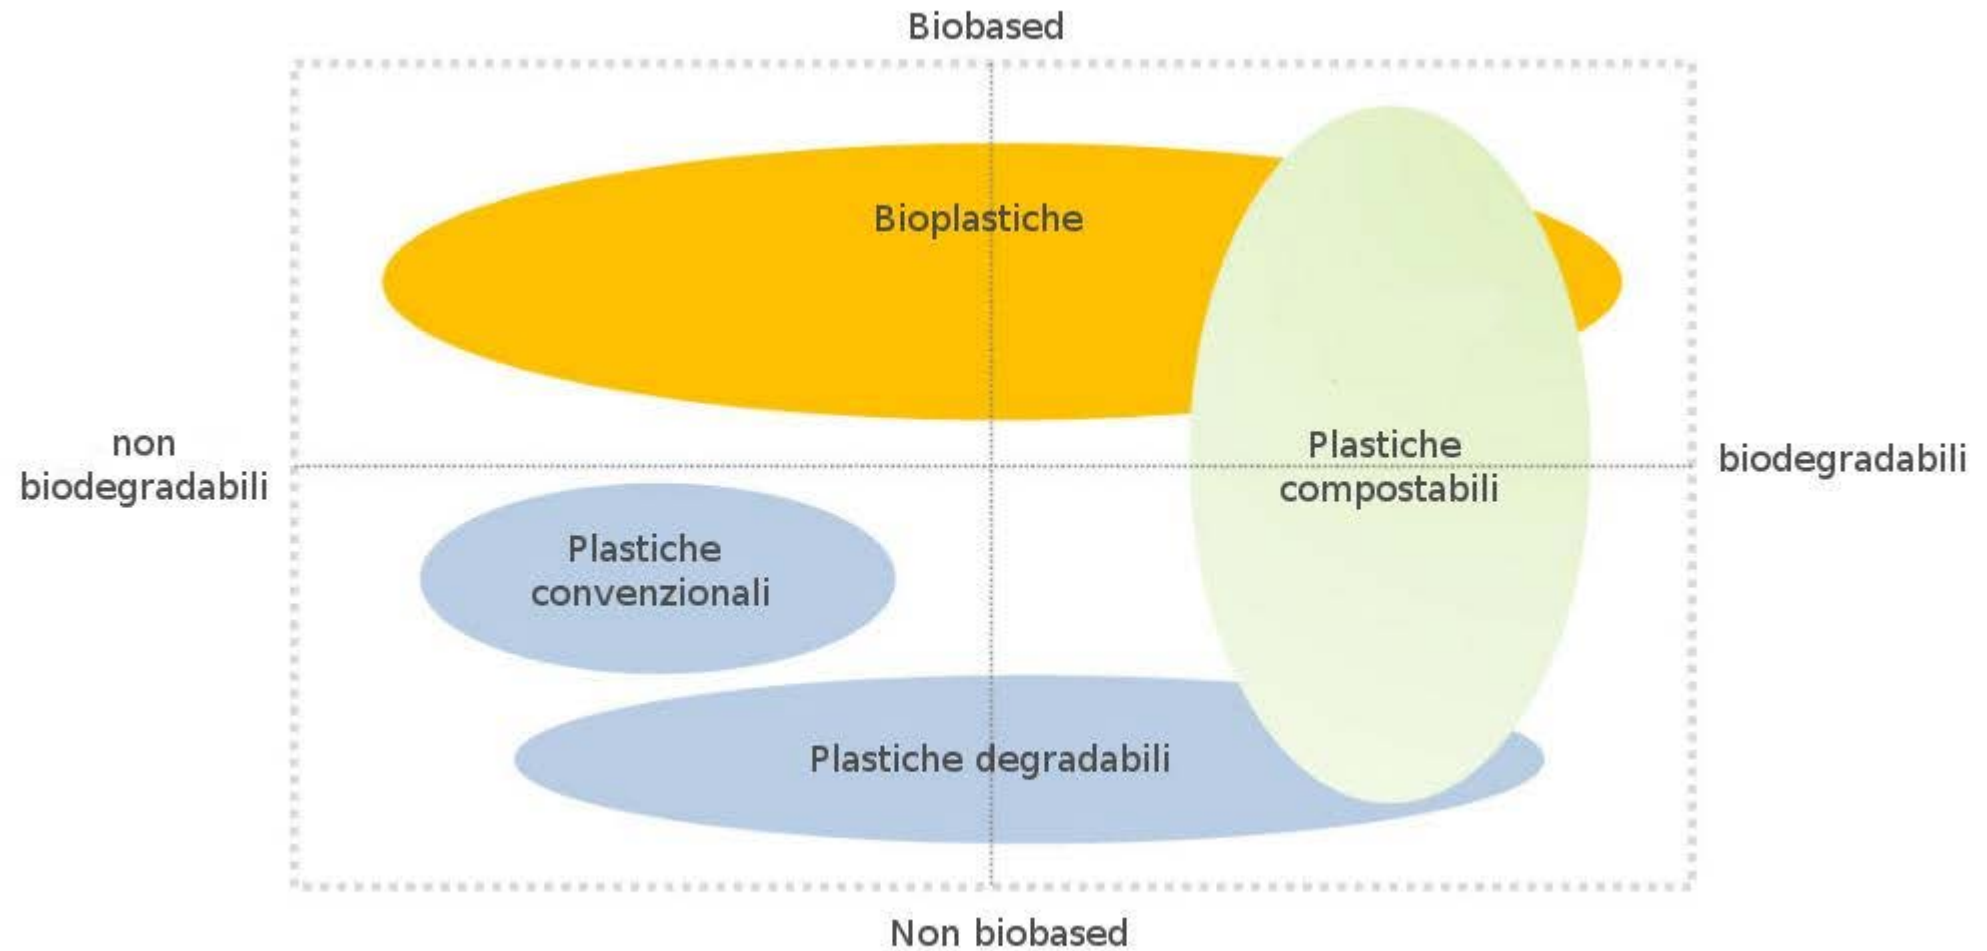 Biobased
Bioplastiche
non
biodegradabili
Plastiche
compostabili
biodegradabili
Plastiche
convenzionali
Plastiche degradabili
Non biobased